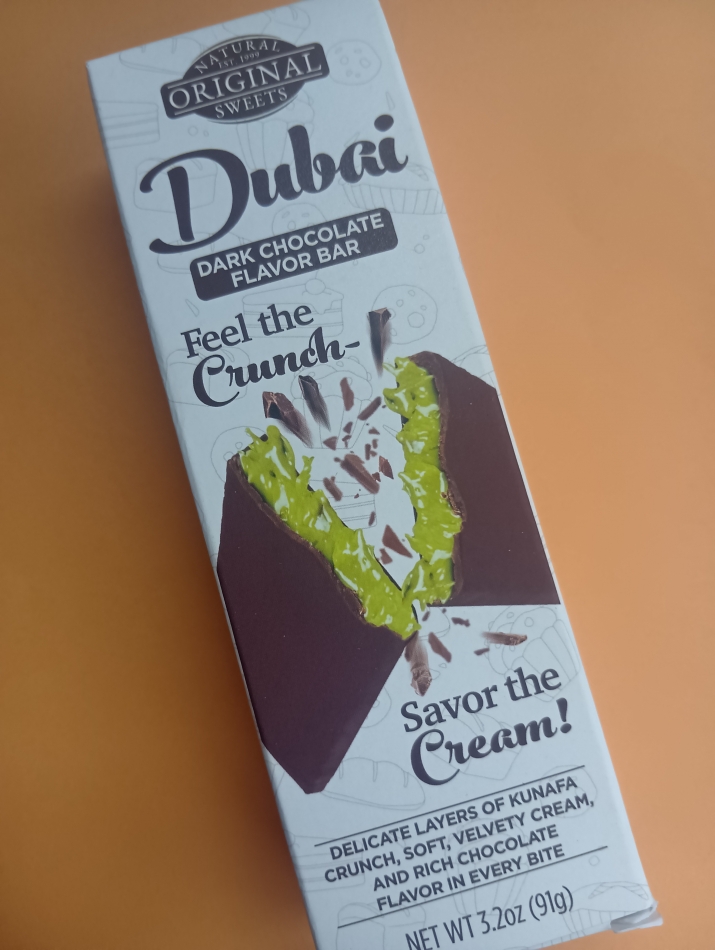 NATURAL
EST. 1999
ORIGINAL
SWEETS
Dubai
DARK CHOCOLATE
FLAVOR BAR
Feel the
Crunch-
Savor the
Cream!
DELICATE LAYERS OF KUNAFA
CRUNCH, SOFT, VELVETY CREAM,
AND RICH CHOCOLATE
FLAVOR IN EVERY BITE
NET WT 3.2oz (91g)